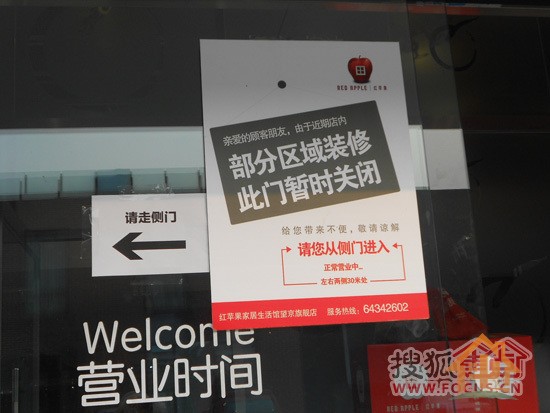 RED APPLE 红苹果
亲爱的顾客朋友，由于近期店内
部分区域装修
此门暂时关闭
给您带来不便，敬请谅解
请您从侧门进入
正常营业中...
左右两侧30米处
红苹果家居生活馆望京旗舰店 服务热线：64342602
请走侧门
Welcome
营业时间
搜狐焦点
WWW.FOCUS.CN